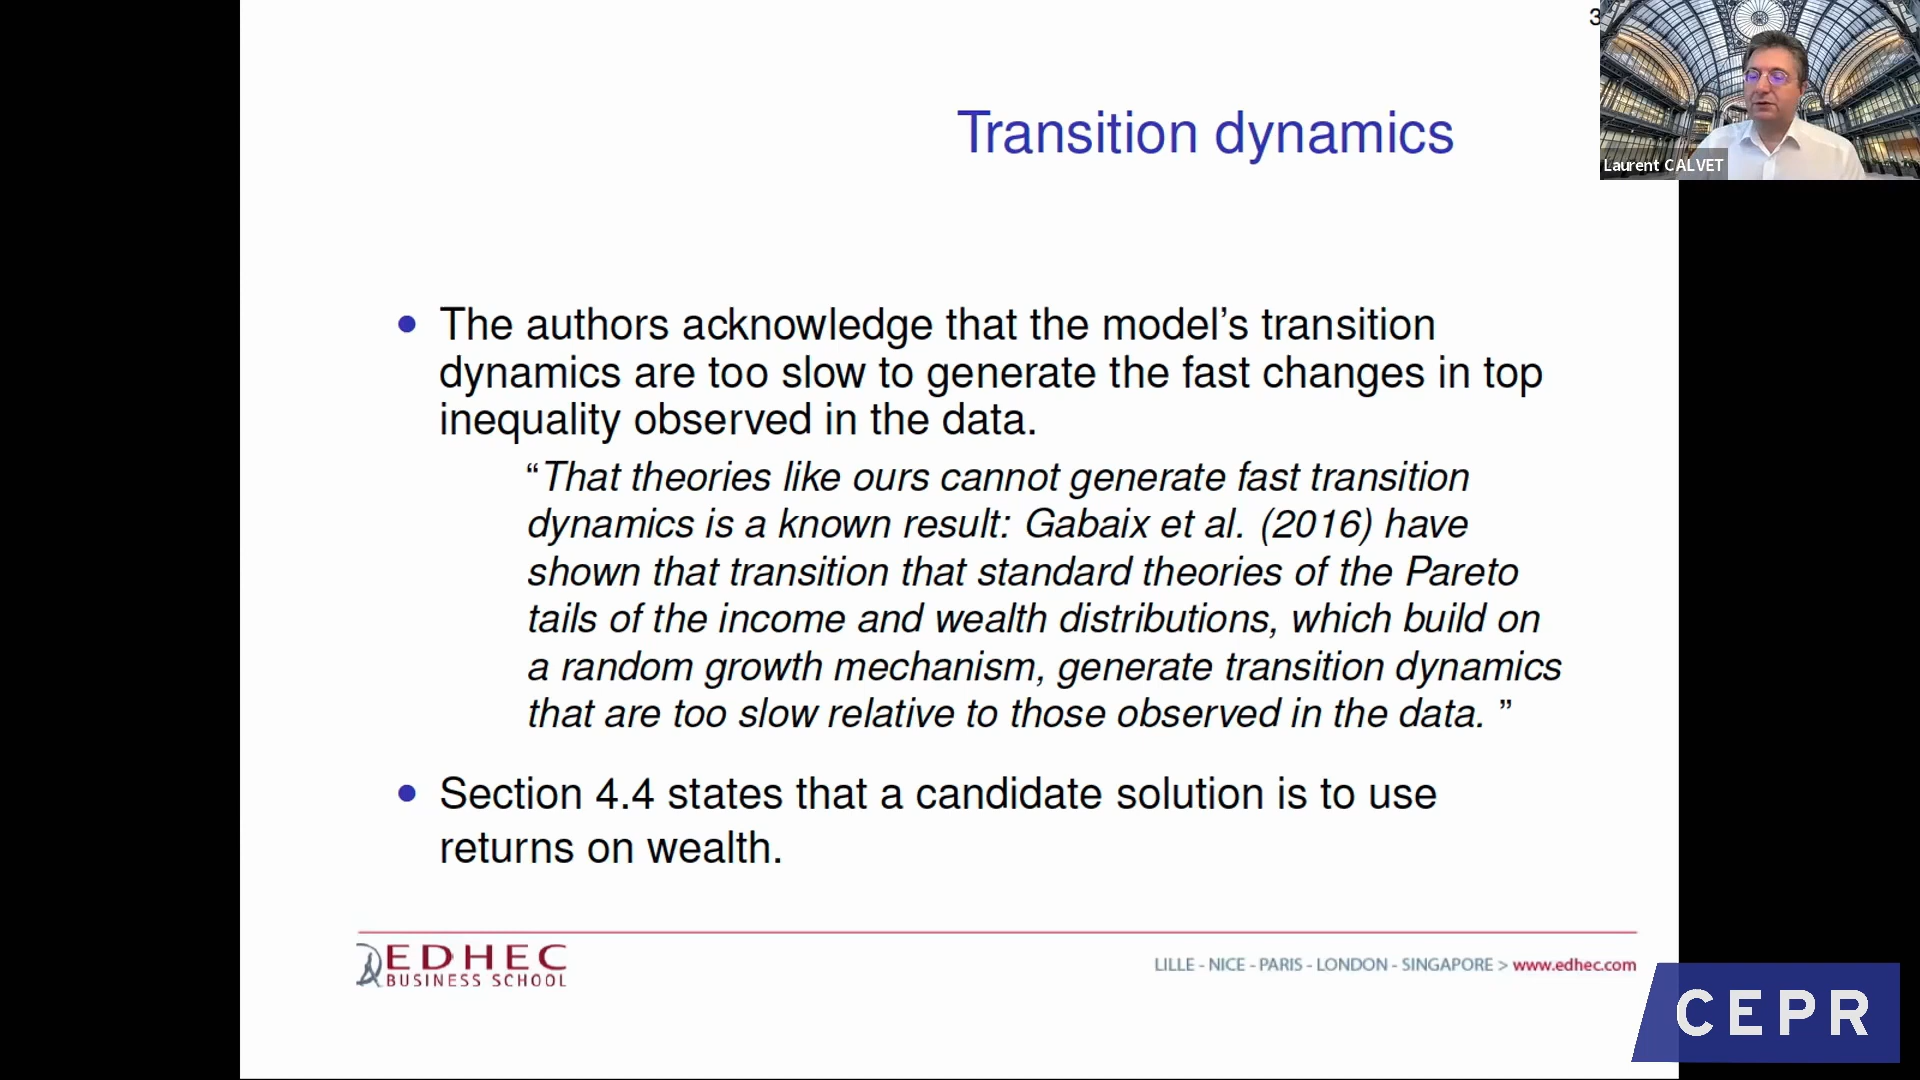 3
Laurent CALVET
Transition dynamics
• The authors acknowledge that the model’s transition
dynamics are too slow to generate the fast changes in top
inequality observed in the data.
“That theories like ours cannot generate fast transition
dynamics is a known result: Gabaix et al. (2016) have
shown that transition that standard theories of the Pareto
tails of the income and wealth distributions, which build on
a random growth mechanism, generate transition dynamics
that are too slow relative to those observed in the data. ”
• Section 4.4 states that a candidate solution is to use
returns on wealth.
EDHEC
BUSINESS SCHOOL
LILLE - NICE - PARIS - LONDON - SINGAPORE > www.edhec.com
CEPR